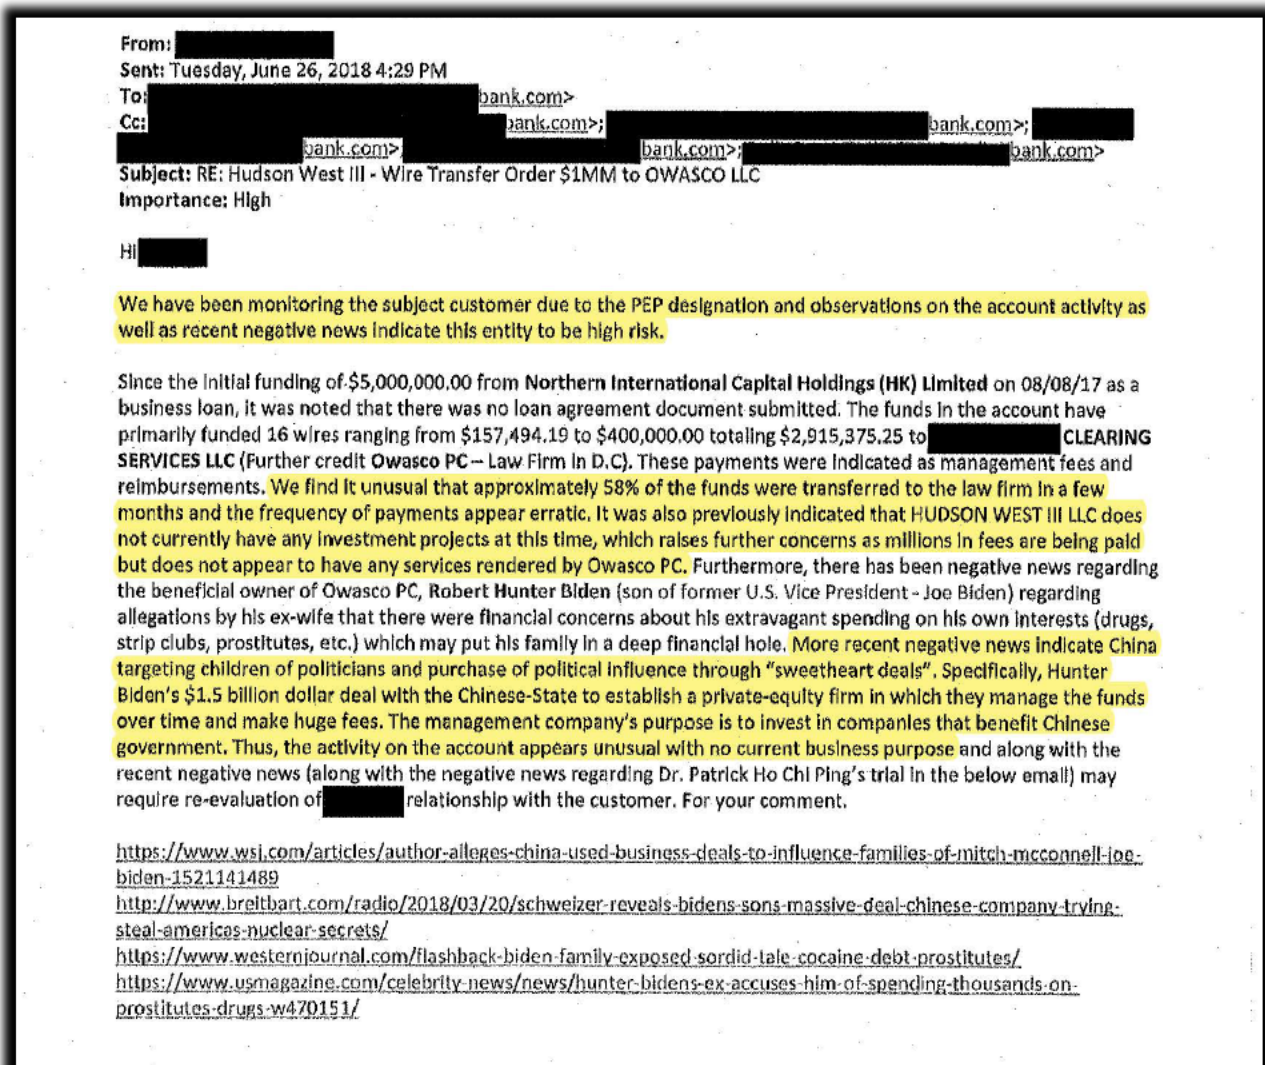 From:
Sent: Tuesday, June 26, 2018 4:29 PM
To: bank.com>
Cc: bank.com>; bank.com>;
bank.com>; bank.com>; bank.com>
Subject: RE: Hudson West III - Wire Transfer Order $1MM to OWASCO LLC
Importance: High
Hi
We have been monitoring the subject customer due to the PEP designation and observations on the account activity as
well as recent negative news indicate this entity to be high risk.
Since the initial funding of $5,000,000.00 from Northern International Capital Holdings (HK) Limited on 08/08/17 as a
business loan, it was noted that there was no loan agreement document submitted. The funds in the account have
primarily funded 16 wires ranging from $157,494.19 to $400,000.00 totaling $2,915,375.25 to CLEARING
SERVICES LLC (Further credit Owasco PC – Law Firm in D.C). These payments were indicated as management fees and
reimbursements. We find it unusual that approximately 58% of the funds were transferred to the law firm in a few
months and the frequency of payments appear erratic. It was also previously indicated that HUDSON WEST III LLC does
not currently have any investment projects at this time, which raises further concerns as millions in fees are being paid
but does not appear to have any services rendered by Owasco PC. Furthermore, there has been negative news regarding
the beneficial owner of Owasco PC, Robert Hunter Biden (son of former U.S. Vice President - Joe Biden) regarding
allegations by his ex-wife that there were financial concerns about his extravagant spending on his own interests (drugs,
strip clubs, prostitutes, etc.) which may put his family in a deep financial hole. More recent negative news indicate China
targeting children of politicians and purchase of political influence through "sweetheart deals". Specifically, Hunter
Biden's $1.5 billion dollar deal with the Chinese-State to establish a private-equity firm in which they manage the funds
over time and make huge fees. The management company's purpose is to invest in companies that benefit Chinese
government. Thus, the activity on the account appears unusual with no current business purpose and along with the
recent negative news (along with the negative news regarding Dr. Patrick Ho Chi Ping's trial in the below email) may
require re-evaluation of relationship with the customer. For your comment.
https://www.wsj.com/articles/author-alleges-china-used-business-deals-to-influence-families-of-mitch-mcconnell-joe-
biden-1521141489
http://www.breitbart.com/radio/2018/03/20/schweizer-reveals-bidens-sons-massive-deal-chinese-company-trying-
steal-americas-nuclear-secrets/
https://www.westernjournal.com/flashback-biden-family-exposed-sordid-tale-cocaine-debt-prostitutes/
https://www.usmagazine.com/celebrity-news/news/hunter-bidens-ex-accuses-him-of-spending-thousands-on-
prostitutes-drugs-w470151/